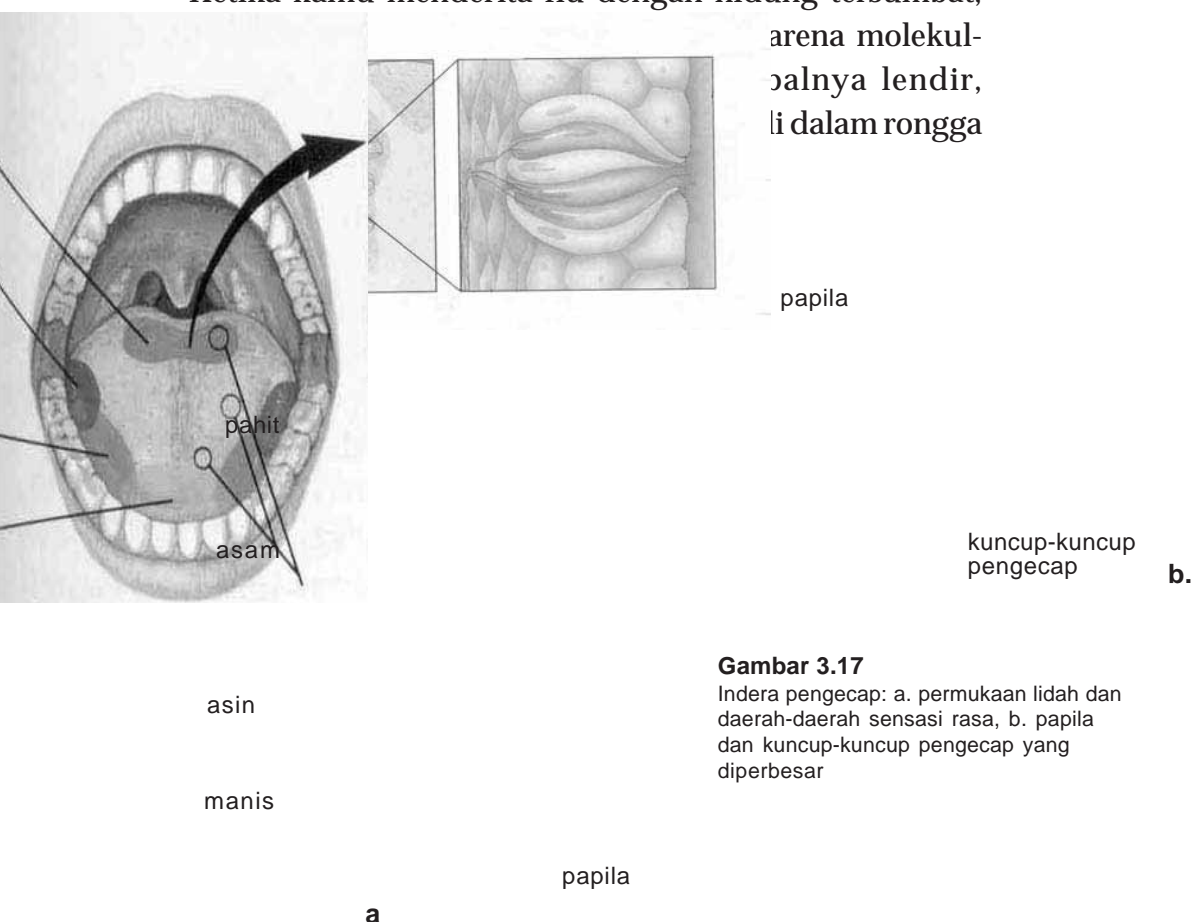 arena molekul-
palnya lendir,
di dalam rongga
papila
pahit
asam
kuncup-kuncup
pengecap
b.
Gambar 3.17
Indera pengecap: a. permukaan lidah dan
daerah-daerah sensasi rasa, b. papila
dan kuncup-kuncup pengecap yang
diperbesar
asin
manis
papila
a